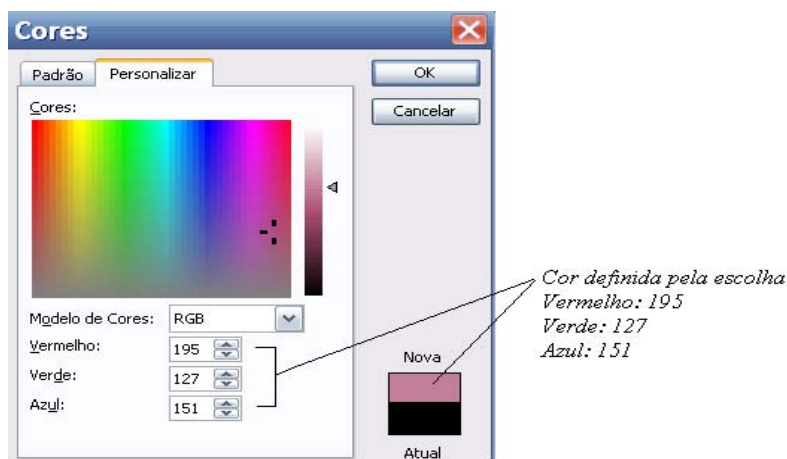 Cores
Padrão Personalizar
OK
Cores:
Cancelar
Modelo de Cores: RGB
Vermelho: 195
Verde: 127
Azul: 151
Nova
Atual
Cor definida pela escolha
Vermelho: 195
Verde: 127
Azul: 151